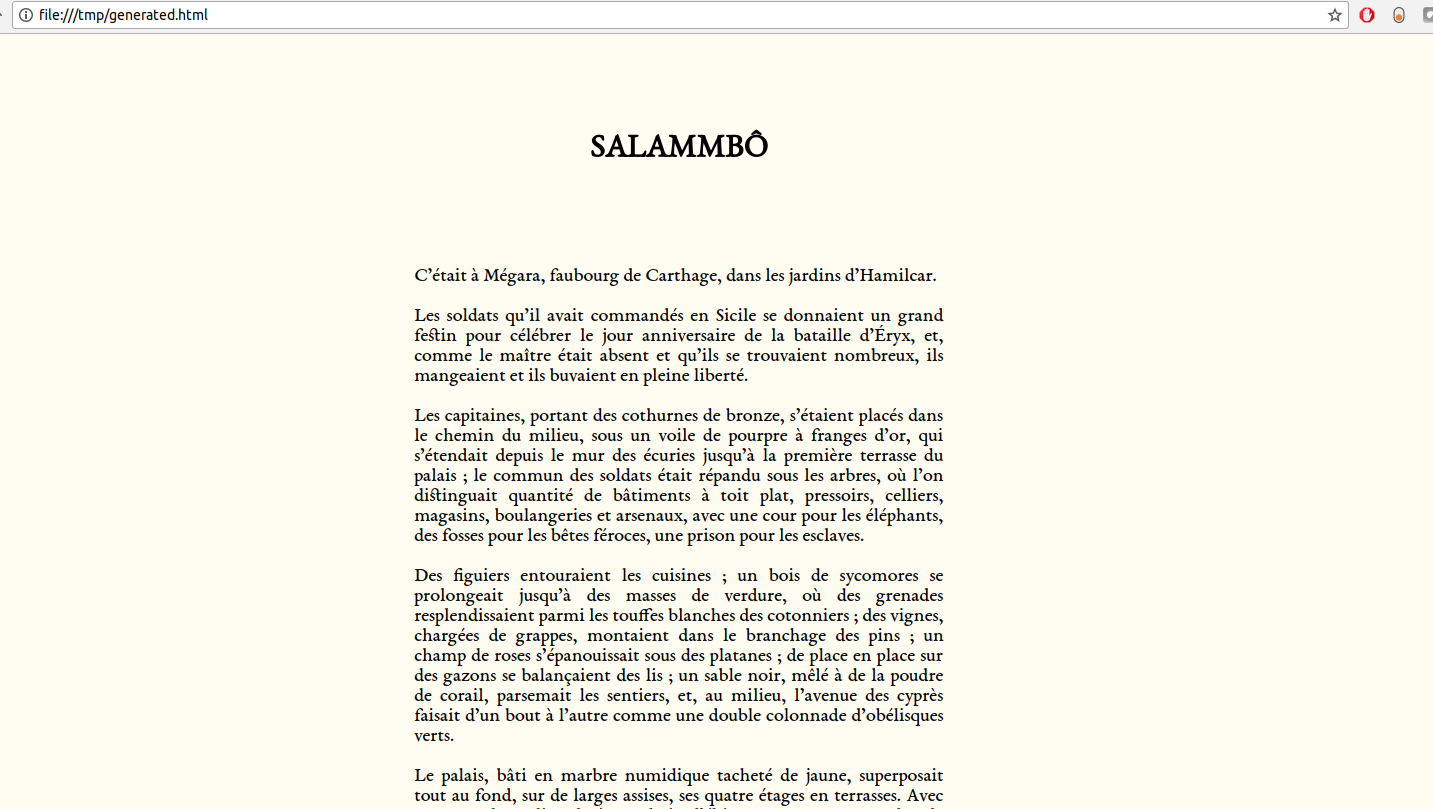 file:///tmp/generated.html
SALAMMBÔ
C’était à Mégara, faubourg de Carthage, dans les jardins d’Hamilcar.
Les soldats qu’il avait commandés en Sicile se donnaient un grand
festin pour célébrer le jour anniversaire de la bataille d’Éryx, et,
comme le maître était absent et qu’ils se trouvaient nombreux, ils
mangeaient et ils buvaient en pleine liberté.
Les capitaines, portant des cothurnes de bronze, s’étaient placés dans
le chemin du milieu, sous un voile de pourpre à franges d’or, qui
s’étendait depuis le mur des écuries jusqu’à la première terrasse du
palais ; le commun des soldats était répandu sous les arbres, où l’on
distinguait quantité de bâtiments à toit plat, pressoirs, celliers,
magasins, boulangeries et arsenaux, avec une cour pour les éléphants,
des fosses pour les bêtes féroces, une prison pour les esclaves.
Des figuiers entouraient les cuisines ; un bois de sycomores se
prolongeait jusqu’à des masses de verdure, où des grenades
resplendissaient parmi les touffes blanches des cotonniers ; des vignes,
chargées de grappes, montaient dans le branchage des pins ; un
champ de roses s’épanouissait sous des platanes ; de place en place sur
des gazons se balançaient des lis ; un sable noir, mêlé à de la poudre
de corail, parsemait les sentiers, et, au milieu, l’avenue des cyprès
faisait d’un bout à l’autre comme une double colonnade d’obélisques
verts.
Le palais, bâti en marbre numidique tacheté de jaune, superposait
tout au fond, sur de larges assises, ses quatre étages en terrasses. Avec